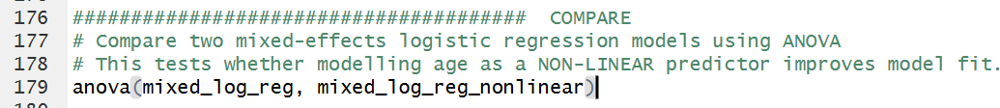 176 ####################################### COMPARE
177 # Compare two mixed-effects logistic regression models using ANOVA
178 # This tests whether modelling age as a NON-LINEAR predictor improves model fit.
179 anova(mixed_log_reg, mixed_log_reg_nonlinear)